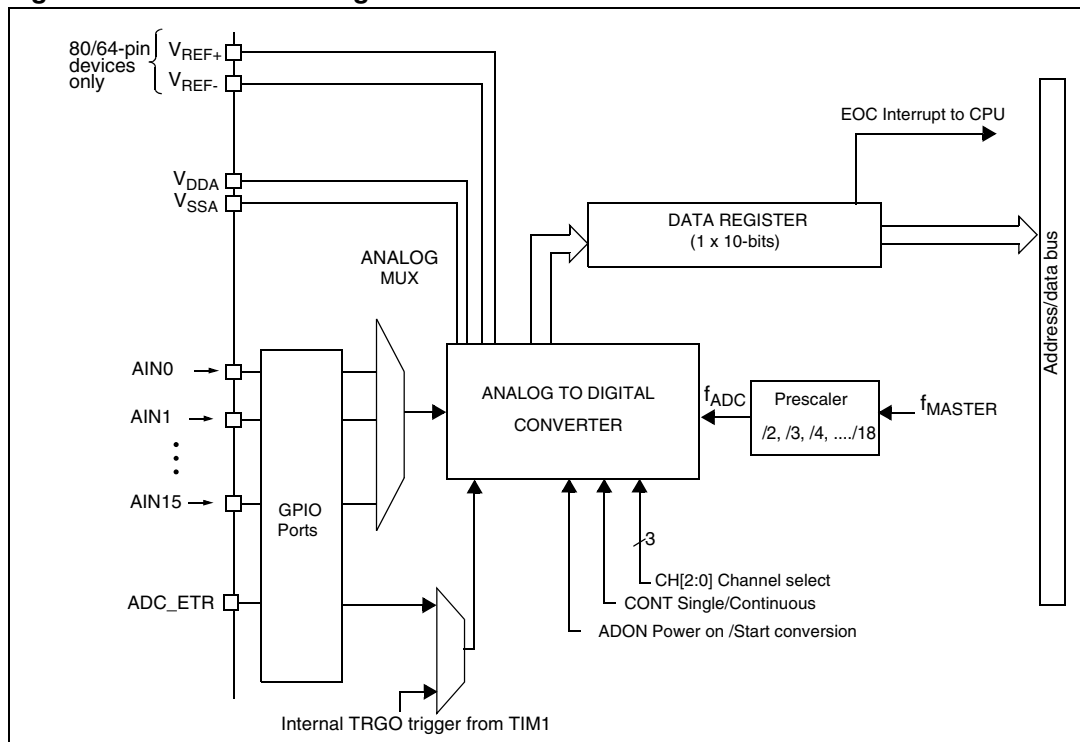 80/64-pin
devices
only
VREF+
VREF-
EOC Interrupt to CPU
VDDA
VSSA
DATA REGISTER
(1 x 10-bits)
ANALOG
MUX
Address/data bus
AIN0
AIN1
AIN15
GPIO
Ports
ANALOG TO DIGITAL
CONVERTER
fADC
Prescaler
/2, /3, /4, ..../18
fMASTER
3
CH[2:0] Channel select
CONT Single/Continuous
ADON Power on /Start conversion
ADC_ETR
Internal TRGO trigger from TIM1